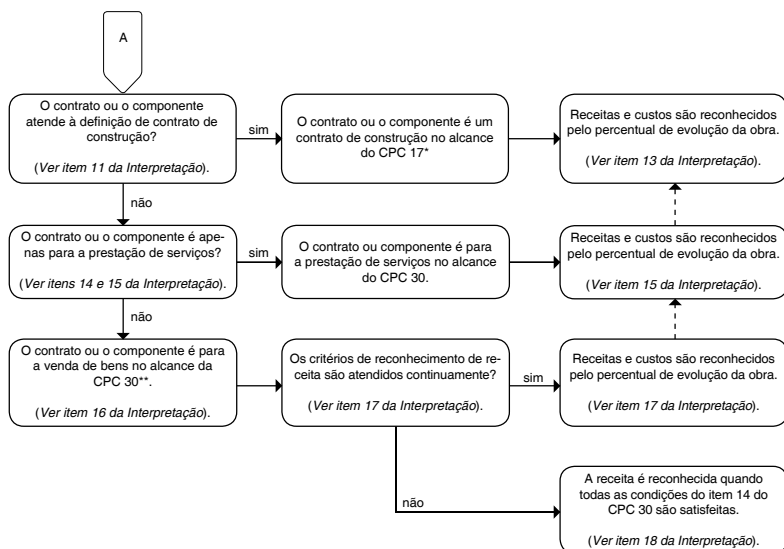 A
O contrato ou o componente
atende à definição de contrato de
construção?
(Ver item 11 da Interpretação).
sim
O contrato ou o componente é um
contrato de construção no alcance
do CPC 17*
Receitas e custos são reconhecidos
pelo percentual de evolução da obra.
(Ver item 13 da Interpretação).
não
O contrato ou o componente é ape-
nas para a prestação de serviços?
(Ver itens 14 e 15 da Interpretação).
sim
O contrato ou componente é para
a prestação de serviços no alcance
do CPC 30.
Receitas e custos são reconhecidos
pelo percentual de evolução da obra.
(Ver item 15 da Interpretação).
não
O contrato ou o componente é para
a venda de bens no alcance da
CPC 30**.
(Ver item 16 da Interpretação).
Os critérios de reconhecimento de re-
ceita são atendidos continuamente?
(Ver item 17 da Interpretação).
sim
Receitas e custos são reconhecidos
pelo percentual de evolução da obra.
(Ver item 17 da Interpretação).
não
A receita é reconhecida quando
todas as condições do item 14 do
CPC 30 são satisfeitas.
(Ver item 18 da Interpretação).